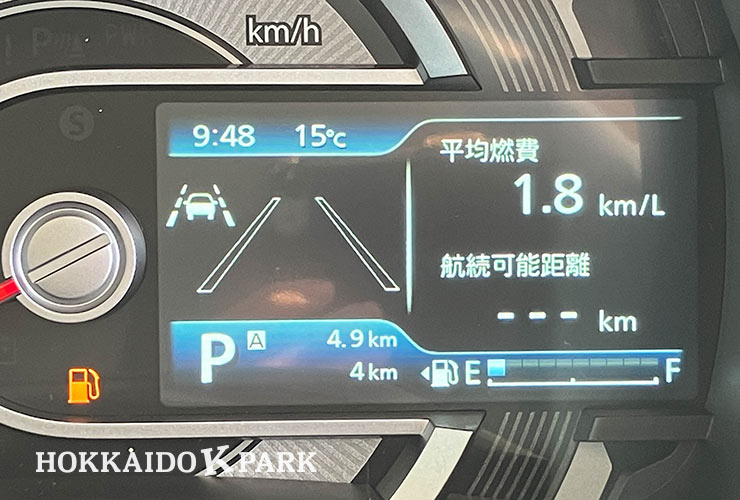 km/h
S
9:48 15℃
平均燃費
1.8 km/L
航続可能距離
--- km
P A 4.9 km
4 km
E F
HOKKAIDO K PARK